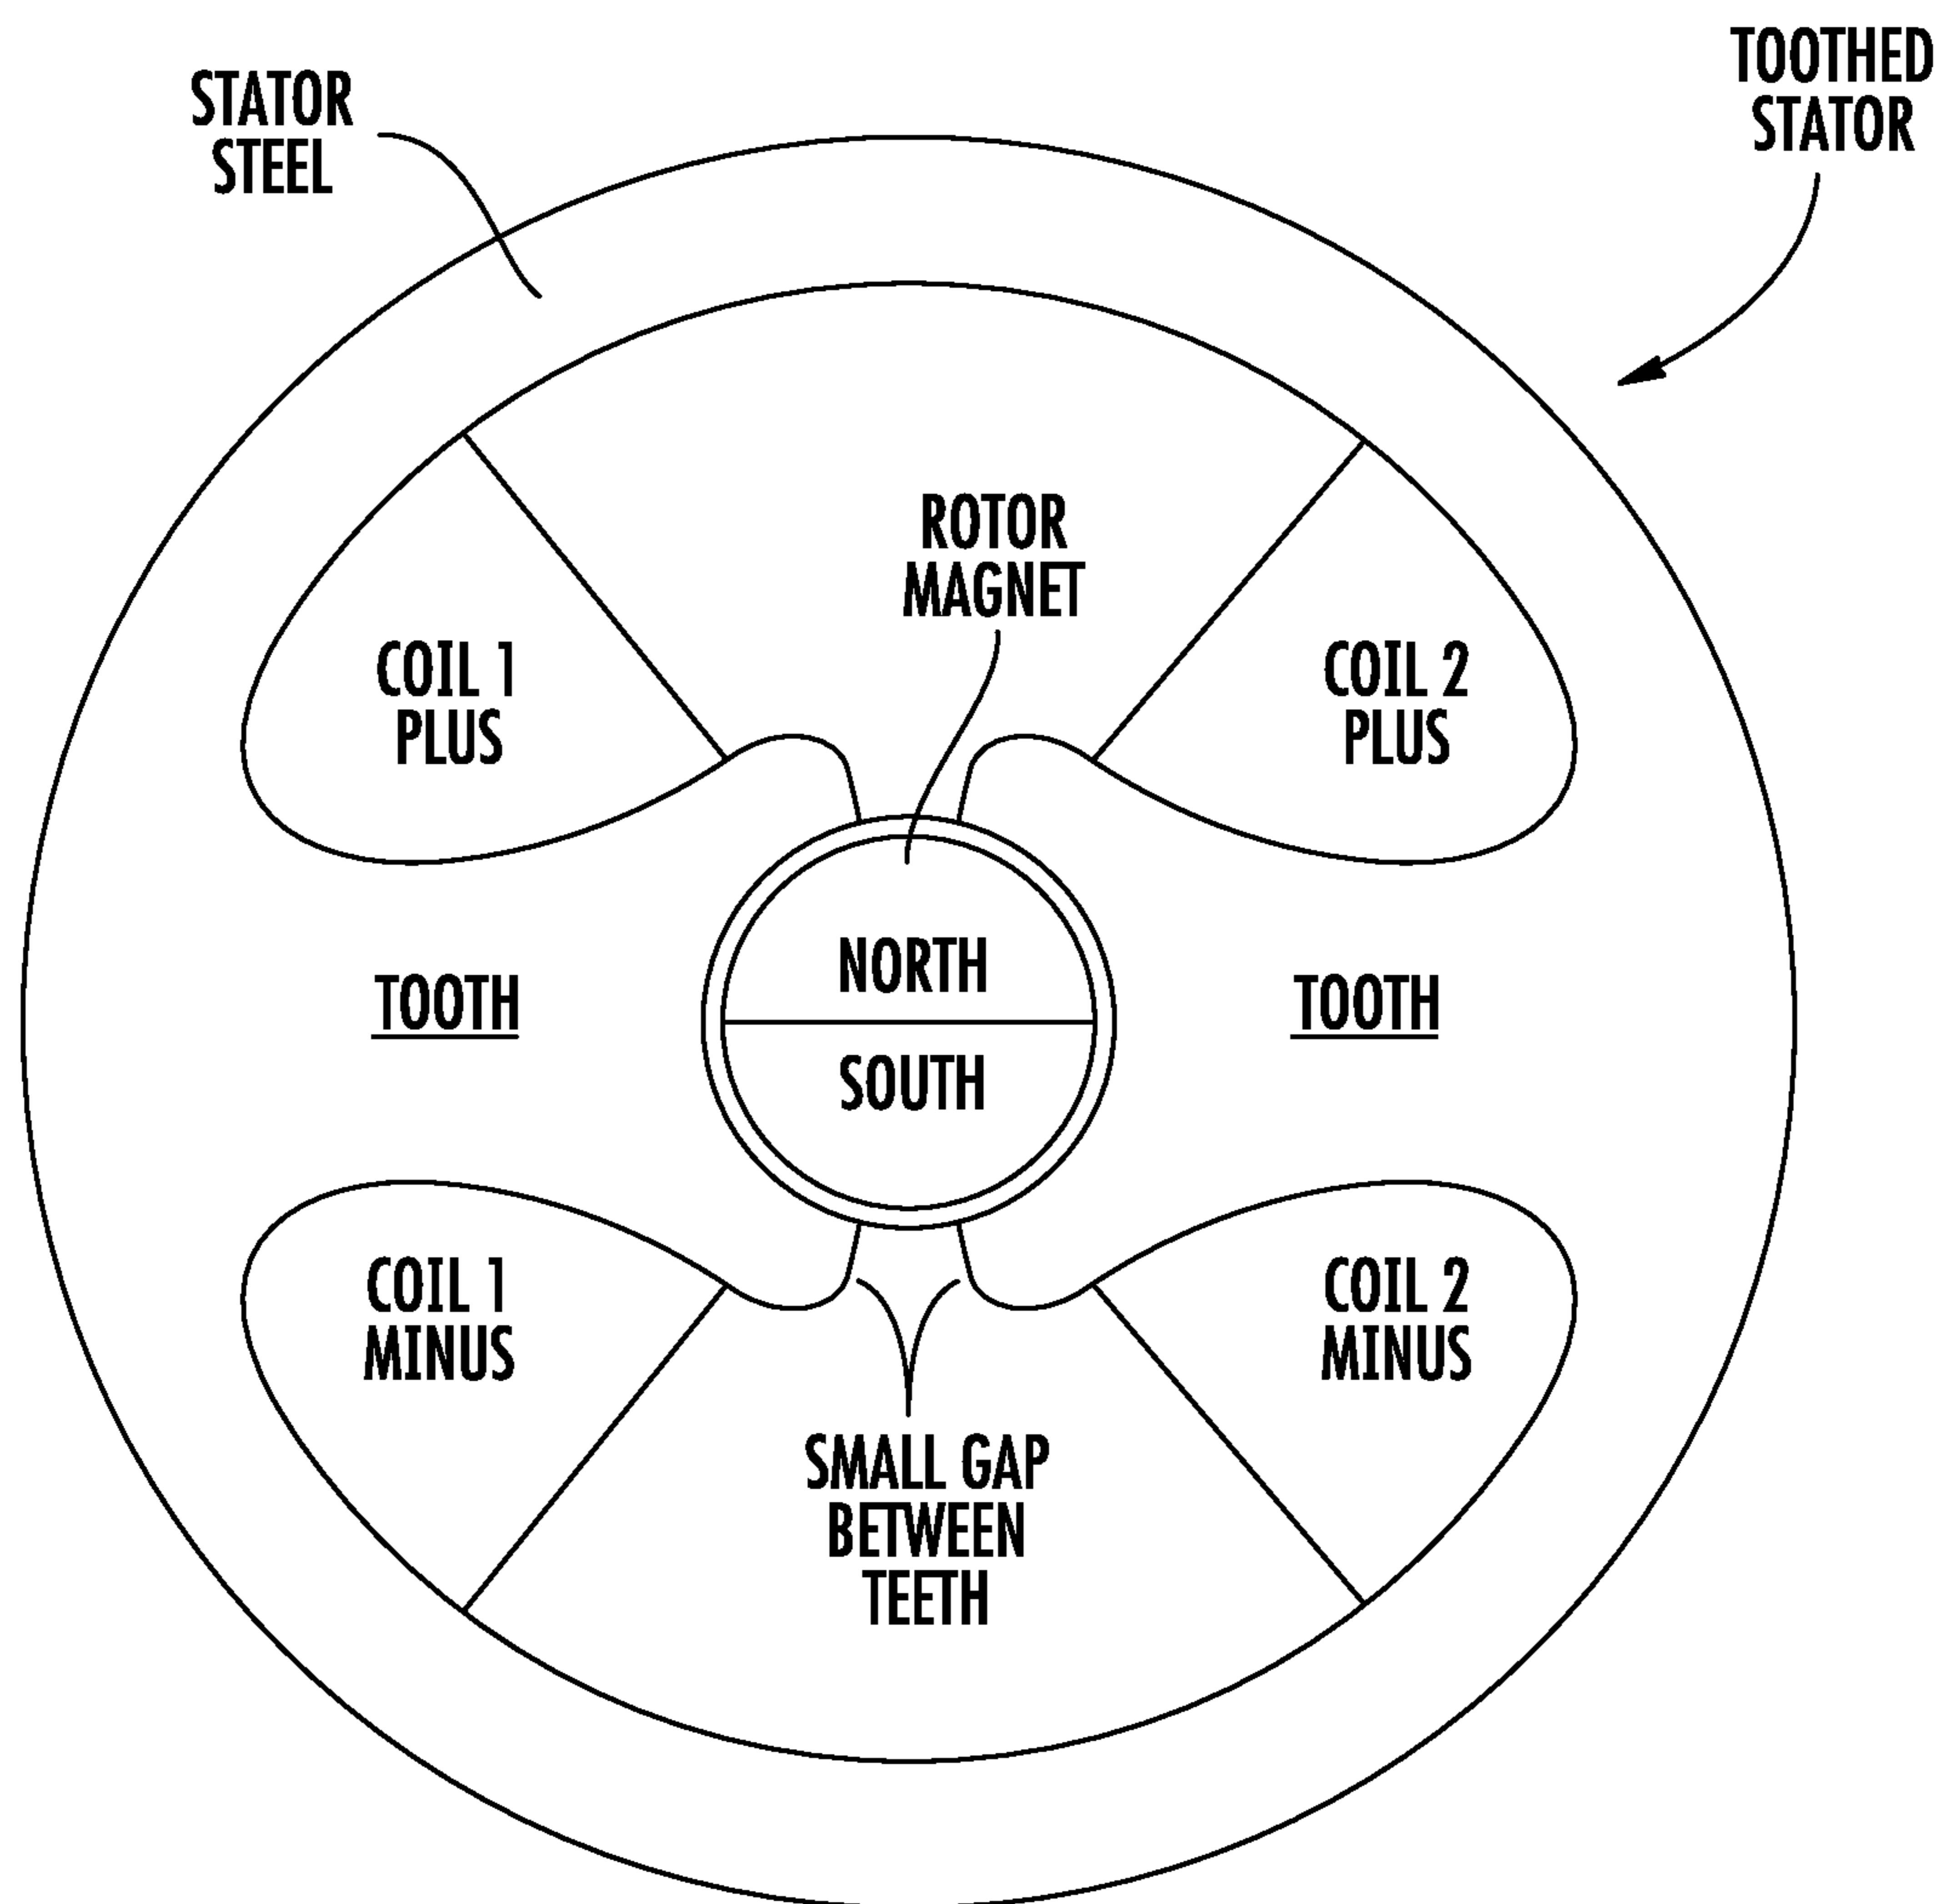 TOOTHED
STATOR
STATOR
STEEL
ROTOR
MAGNET
COIL 1
PLUS
COIL 2
PLUS
NORTH
TOOTH
TOOTH
SOUTH
COIL 1
MINUS
COIL 2
MINUS
SMALL GAP
BETWEEN
TEETH